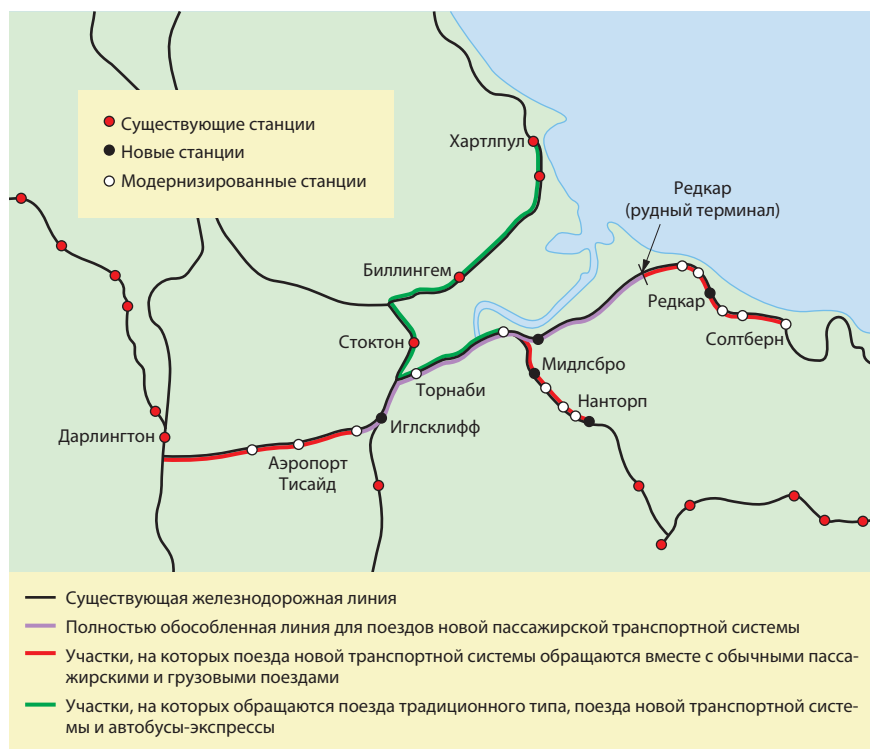 Существующие станции
Новые станции
Модернизированные станции
Хартлпул
Редкар
(рудный терминал)
Биллингем
Редкар
Стоктон
Солтберн
Мидлсбро
Торнаби
Нанторп
Иглсклифф
Дарлингтон
Аэропорт
Тисайд
Существующая железнодорожная линия
Полностью обособленная линия для поездов новой пассажирской транспортной системы
Участки, на которых поезда новой транспортной системы обращаются вместе с обычными пасса-
жирскими и грузовыми поездами
Участки, на которых обращаются поезда традиционного типа, поезда новой транспортной систе-
мы и автобусы-экспрессы